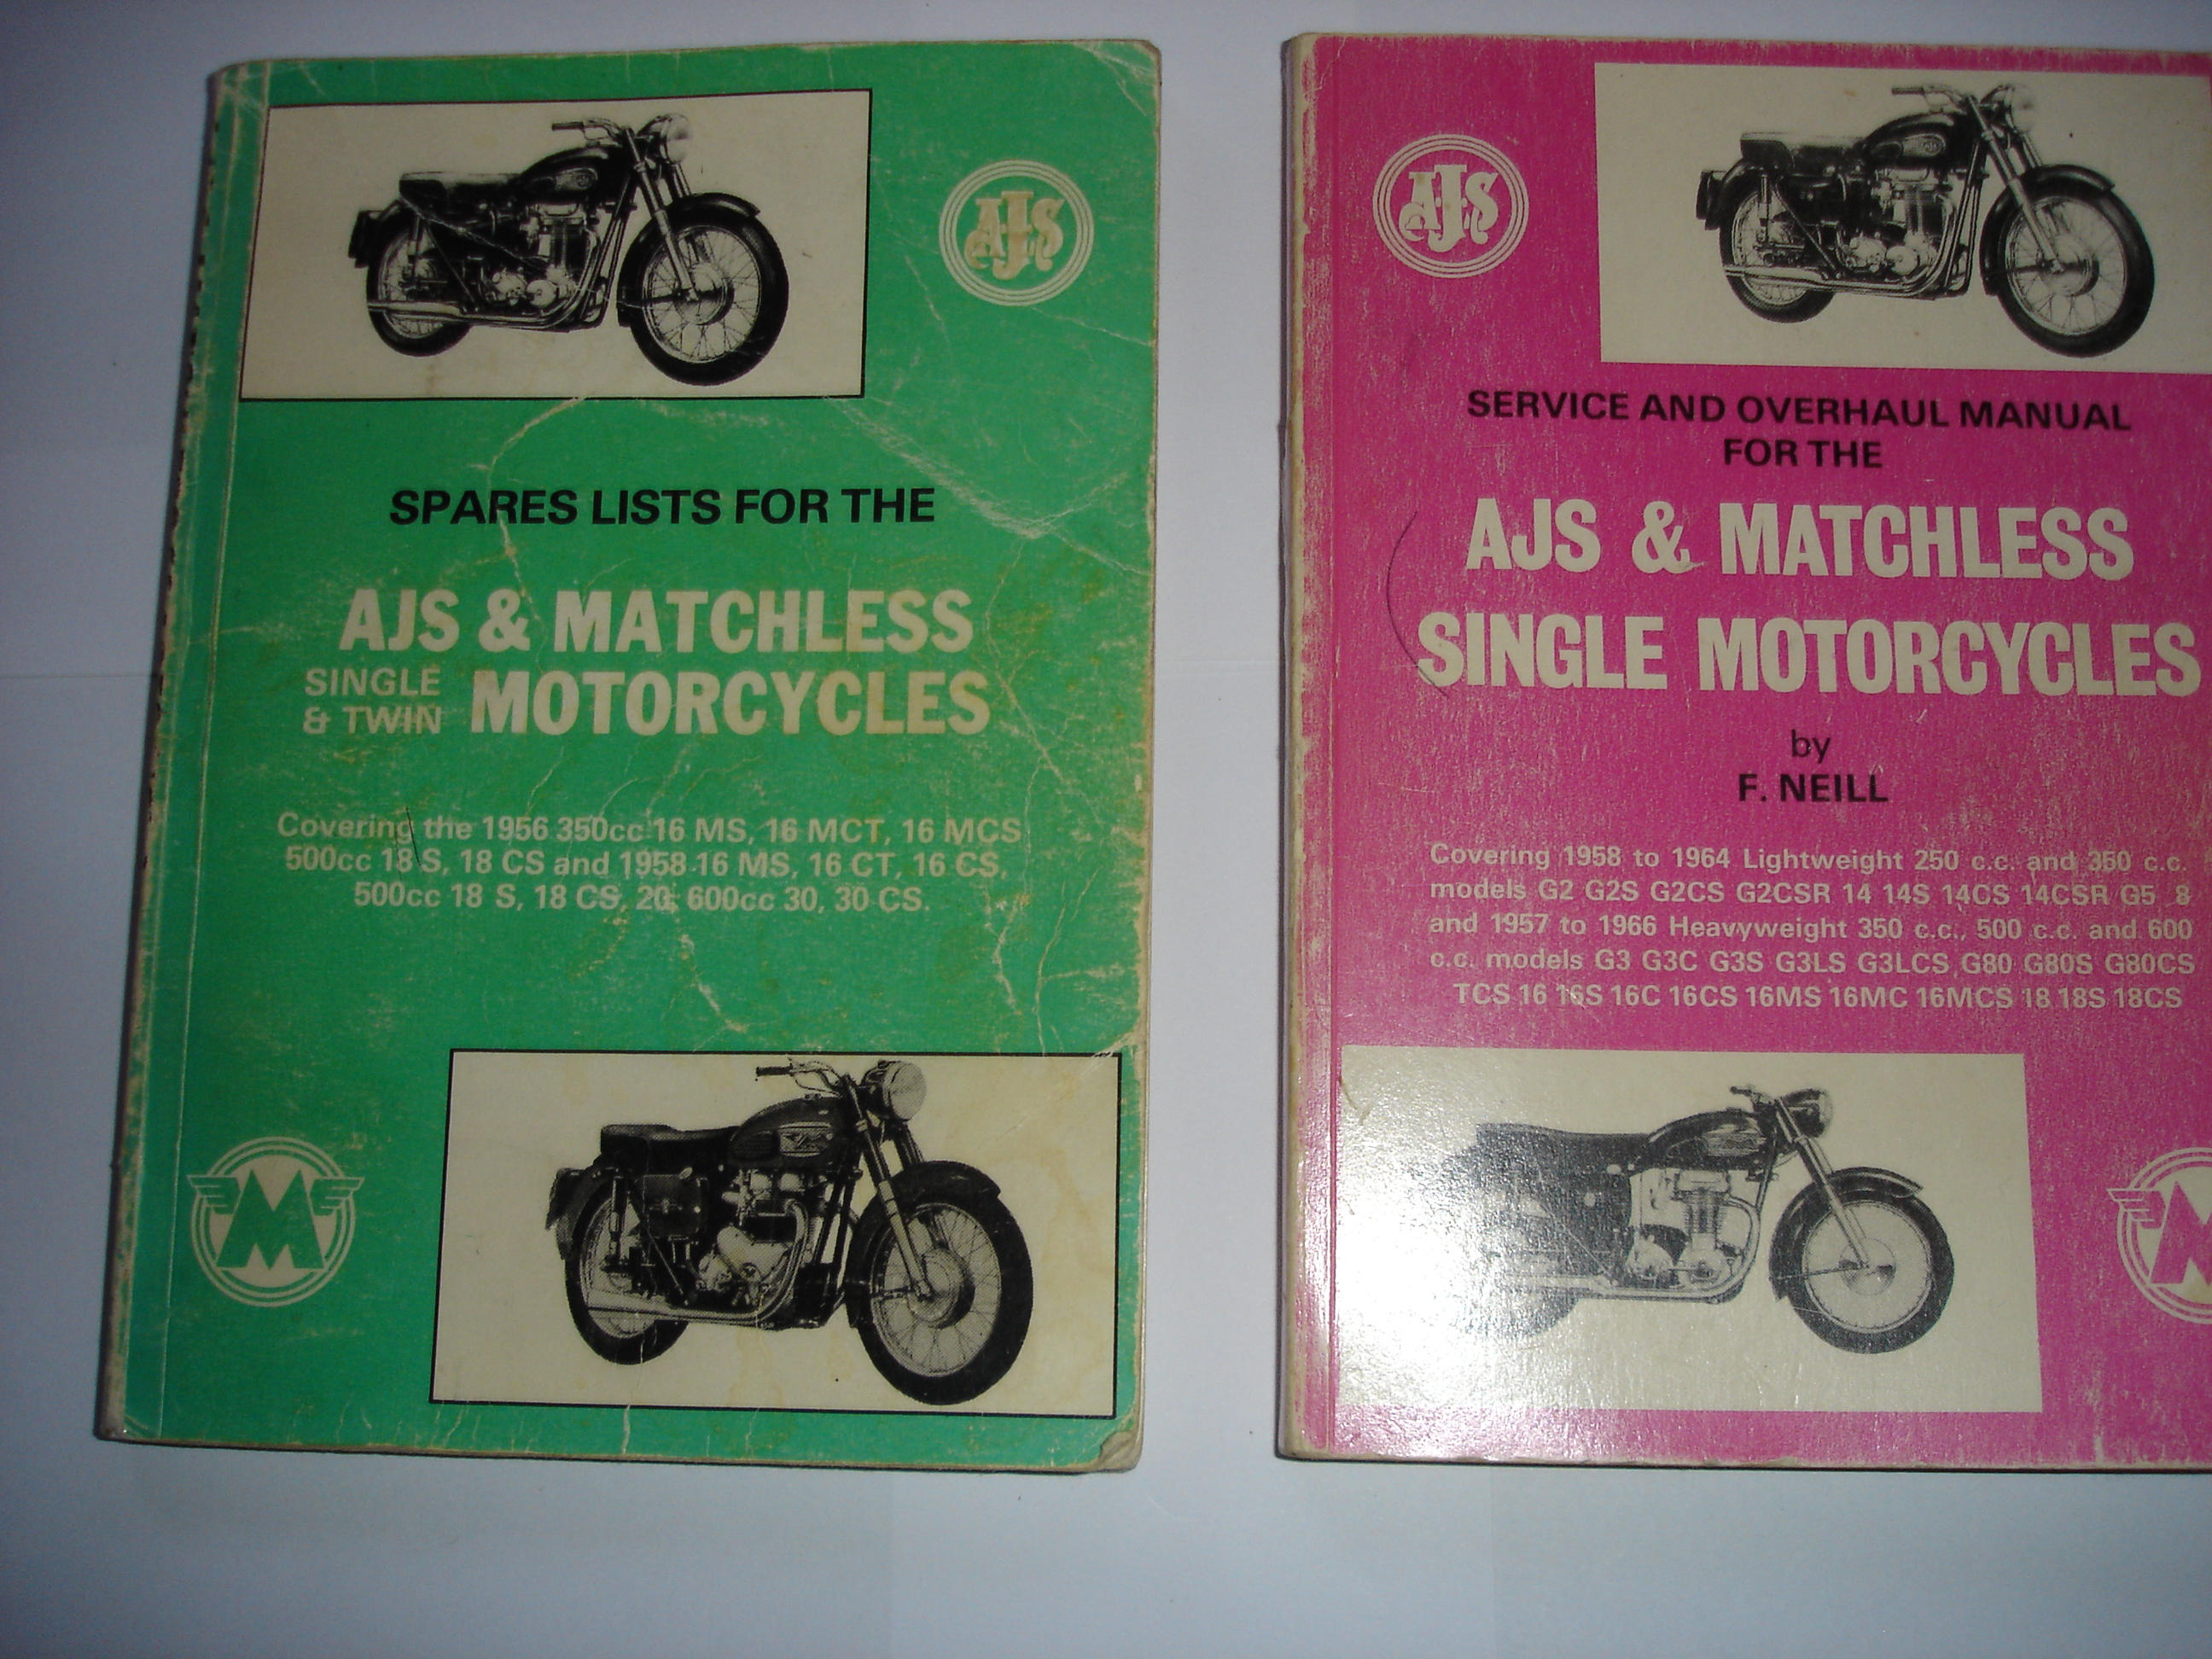 AJS
SPARES LISTS FOR THE
AJS & MATCHLESS
SINGLE
& TWIN
MOTORCYCLES
Covering the 1956 350cc 16 MS, 16 MCT, 16 MCS
500cc 18 S, 18 CS and 1958 16 MS, 16 CT, 16 CS,
500cc 18 S, 18 CS, 20, 600cc 30, 30 CS.
M
AJS
SERVICE AND OVERHAUL MANUAL
FOR THE
AJS & MATCHLESS
SINGLE MOTORCYCLES
by
F. NEILL
Covering 1958 to 1964 Lightweight 250 c.c. and 350 c.c.
models G2 G2S G2CS G2CSR 14 14S 14CS 14CSR G5 8
and 1957 to 1966 Heavyweight 350 c.c., 500 c.c. and 600
c.c. models G3 G3C G3S G3LS G3LCS G80 G80S G80CS
TCS 16 16S 16C 16CS 16MS 16MC 16MCS 18 18S 18CS
M